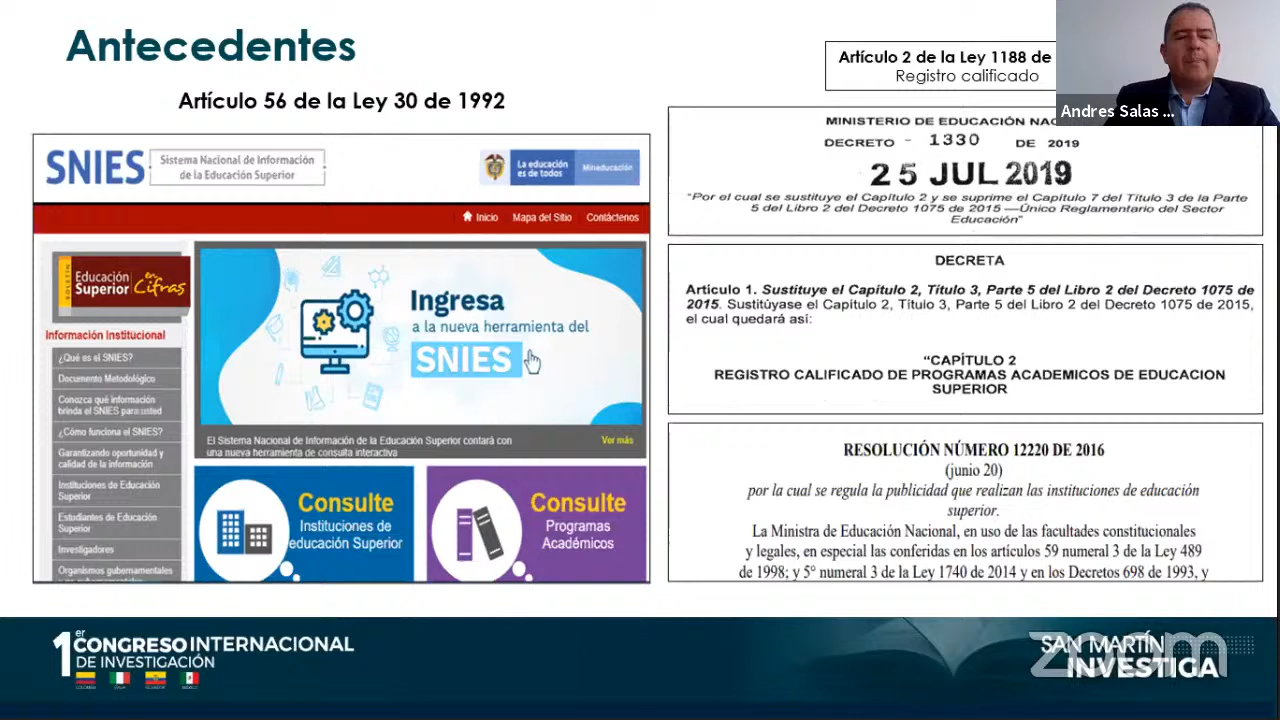 Antecedentes
Artículo 56 de la Ley 30 de 1992
SNIES
Sistema Nacional de Información
de la Educación Superior
La educación
es de todos
Mineducación
Inicio
Mapa del Sitio
Contáctenos
BOLETÍN
Educación
Superior
en
Cifras
Información Institucional
¿Qué es el SNIES?
Documento Metodológico
Conozca qué información
brinda el SNIES para usted
¿Cómo funciona el SNIES?
Garantizando oportunidad y
calidad de la información
Instituciones de Educación
Superior
Estudiantes de Educación
Superior
Investigadores
Organismos gubernamentales
Ingresa
a la nueva herramienta del
SNIES
El Sistema Nacional de Información de la Educación Superior contará con
una nueva herramienta de consulta interactiva
Ver más
Consulte
Instituciones de
educación Superior
Consulte
Programas
Académicos
Artículo 2 de la Ley 1188 de
Registro calificado
Andres Salas ...
MINISTERIO DE EDUCACIÓN
DECRETO - 1330 DE 2019
25 JUL 2019
"Por el cual se sustituye el Capítulo 2 y se suprime el Capítulo 7 del Título 3 de la Parte
5 del Libro 2 del Decreto 1075 de 2015 —Único Reglamentario del Sector
Educación"
DECRETA
Artículo 1. Sustituye el Capítulo 2, Título 3, Parte 5 del Libro 2 del Decreto 1075 de
2015. Sustitúyase el Capítulo 2, Título 3, Parte 5 del Libro 2 del Decreto 1075 de 2015,
el cual quedará así:
"CAPÍTULO 2
REGISTRO CALIFICADO DE PROGRAMAS ACADEMICOS DE EDUCACION
SUPERIOR
RESOLUCIÓN NÚMERO 12220 DE 2016
(junio 20)
por la cual se regula la publicidad que realizan las instituciones de educación
superior.
La Ministra de Educación Nacional, en uso de las facultades constitucionales
y legales, en especial las conferidas en los artículos 59 numeral 3 de la Ley 489
de 1998; y 5° numeral 3 de la Ley 1740 de 2014 y en los Decretos 698 de 1993, y
1er CONGRESO INTERNACIONAL
DE INVESTIGACIÓN
COLOMBIA
ITALIA
ECUADOR
MÉXICO
SAN MARTÍN
INVESTIGA
zoom